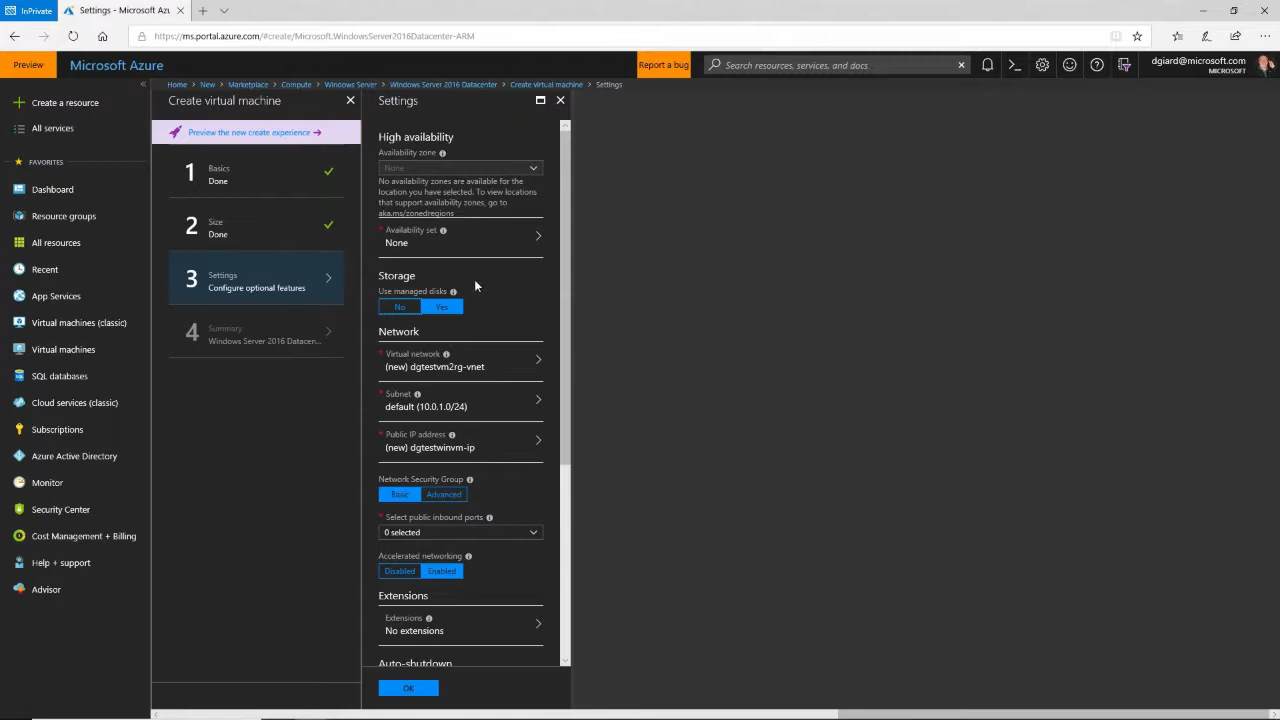 InPrivate
Settings - Microsoft Azu
https://ms.portal.azure.com/#create/Microsoft.WindowsServer2016Datacenter-ARM
Preview
Microsoft Azure
Report a bug
Search resources, services, and docs.
dgiard@microsoft.com
MICROSOFT
Home
New
Marketplace
Compute
Windows Server
Windows Server 2016 Datacenter
Create virtual machine
Settings
Create a resource
All services
FAVORITES
Dashboard
Resource groups
All resources
Recent
App Services
Virtual machines (classic)
Virtual machines
SQL databases
Cloud services (classic)
Subscriptions
Azure Active Directory
Monitor
Security Center
Cost Management + Billing
Help + support
Advisor
Create virtual machine
Preview the new create experience
1
Basics
Done
2
Size
Done
3
Settings
Configure optional features
4
Summary
Windows Server 2016 Datacen...
Settings
High availability
Availability zone
None
No availability zones are available for the
location you have selected. To view locations
that support availability zones, go to
aka.ms/zonedregions
* Availability set
None
Storage
Use managed disks
No Yes
Network
* Virtual network
(new) dgtestvm2rg-vnet
* Subnet
default (10.0.1.0/24)
* Public IP address
(new) dgtestwinvm-ip
Network Security Group
Basic Advanced
* Select public inbound ports
0 selected
Accelerated networking
Disabled Enabled
Extensions
Extensions
No extensions
Auto-shutdown
OK